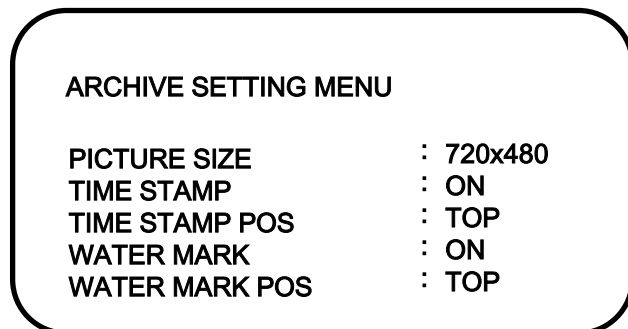 ARCHIVE SETTING MENU
PICTURE SIZE : 720x480
TIME STAMP : ON
TIME STAMP POS : TOP
WATER MARK : ON
WATER MARK POS : TOP